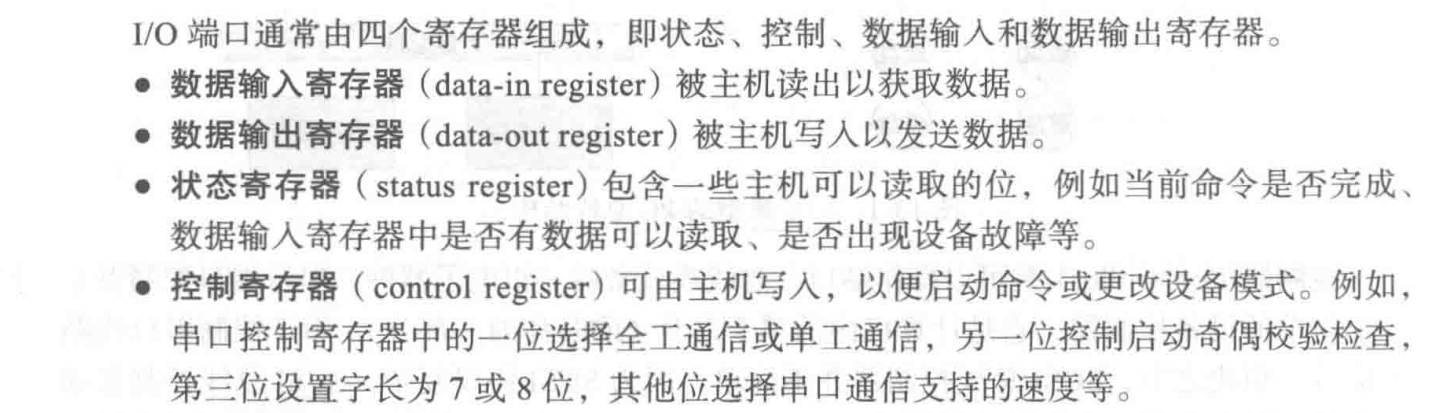 I/O 端口通常由四个寄存器组成，即状态、控制、数据输入和数据输出寄存器。
● 数据输入寄存器（data-in register）被主机读出以获取数据。
● 数据输出寄存器（data-out register）被主机写入以发送数据。
● 状态寄存器（status register）包含一些主机可以读取的位，例如当前命令是否完成、
数据输入寄存器中是否有数据可以读取、是否出现设备故障等。
● 控制寄存器（control register）可由主机写入，以便启动命令或更改设备模式。例如，
串口控制寄存器中的一位选择全工通信或单工通信，另一位控制启动奇偶校验检查，
第三位设置字长为 7 或 8 位，其他位选择串口通信支持的速度等。